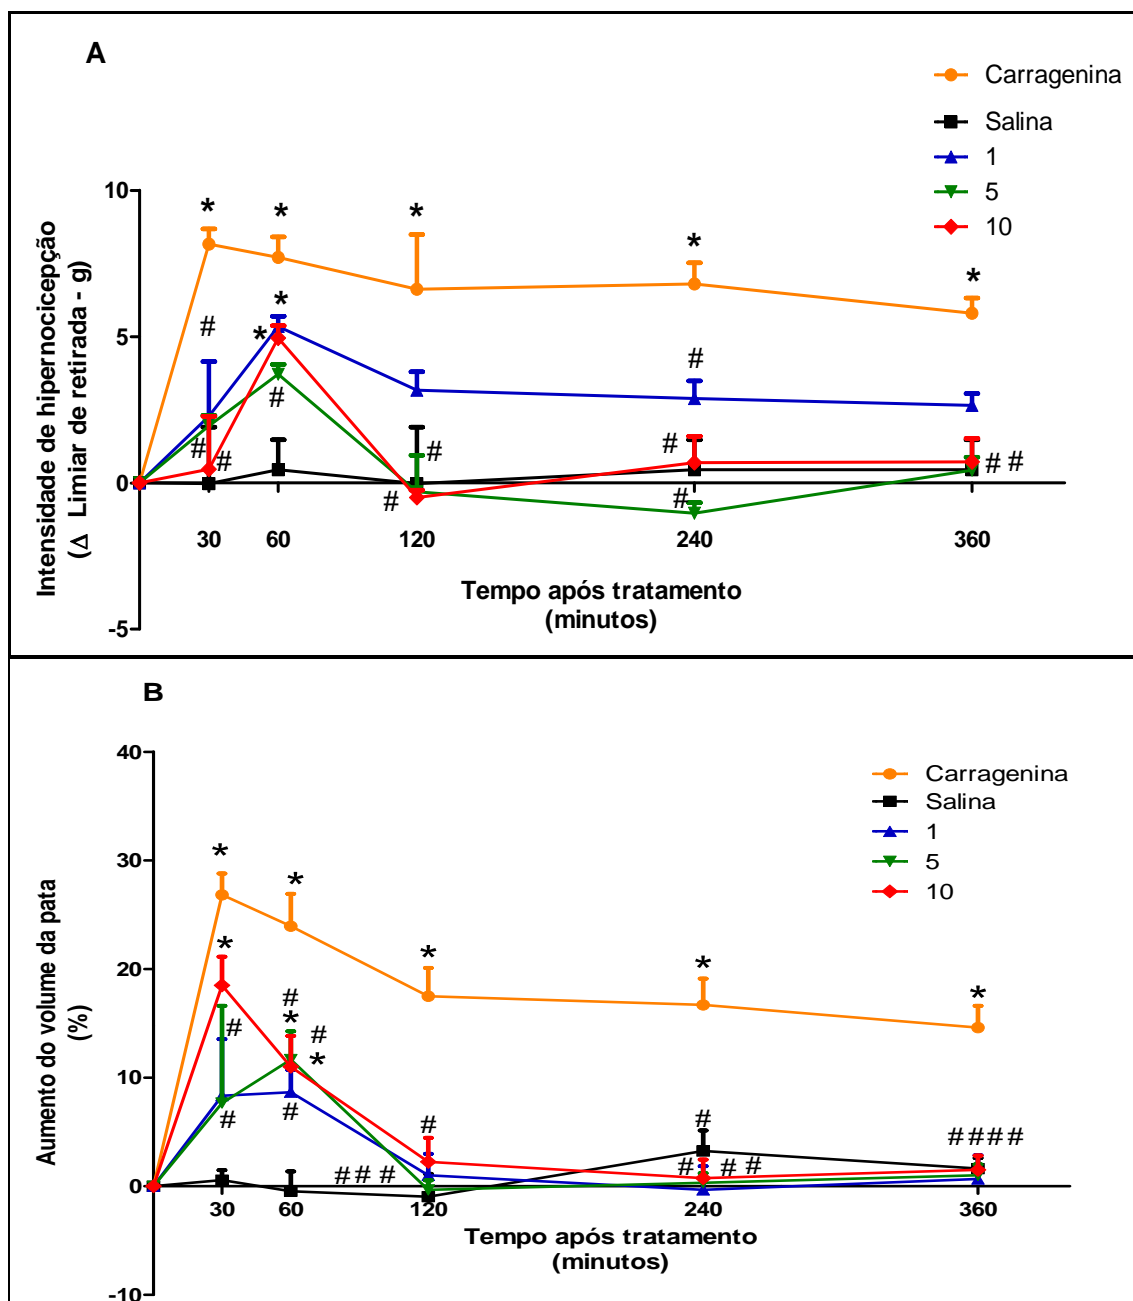 A
Carragenina
Salina
1
5
10
Intensidade de hipernocicepção
(Δ Limiar de retirada - g)
10
5
0
-5
* * * * *
# * *
#
# # # #
# # # # #
30 60 120 240 360
Tempo após tratamento
(minutos)
B
Carragenina
Salina
1
5
10
Aumento do volume da pata
(%)
40
30
20
10
0
-10
* * * * *
*
# # * # *
# # # #
# # # # # # #
# # # #
30 60 120 240 360
Tempo após tratamento
(minutos)